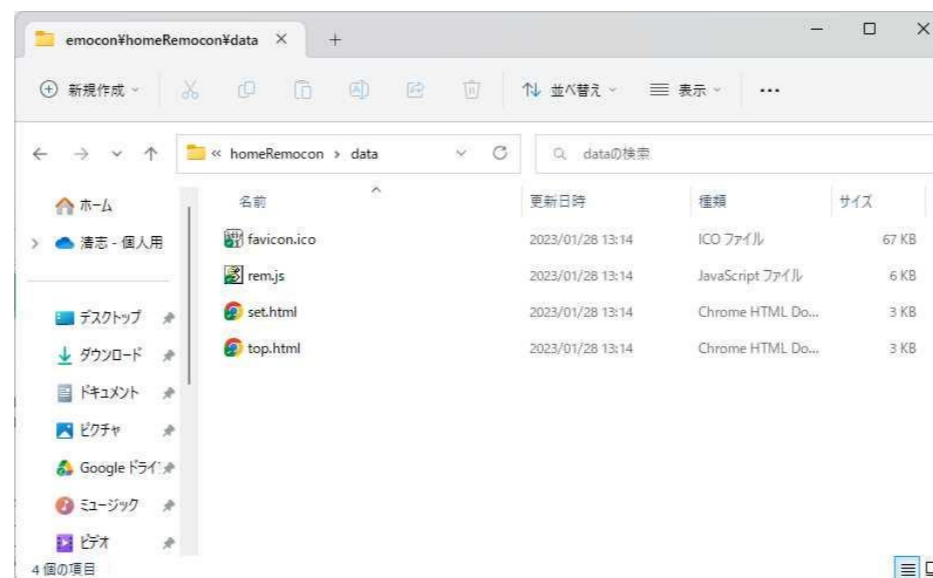 emocon¥homeRemocon¥data
新規作成
並べ替え
表示
« homeRemocon › data
dataの検索
名前 更新日時 種類 サイズ
favicon.ico 2023/01/28 13:14 ICO ファイル 67 KB
rem.js 2023/01/28 13:14 JavaScript ファイル 6 KB
set.html 2023/01/28 13:14 Chrome HTML Do... 3 KB
top.html 2023/01/28 13:14 Chrome HTML Do... 3 KB
ホーム
清志 - 個人用
デスクトップ
ダウンロード
ドキュメント
ピクチャ
Google ドライ
ミュージック
ビデオ
4 個の項目